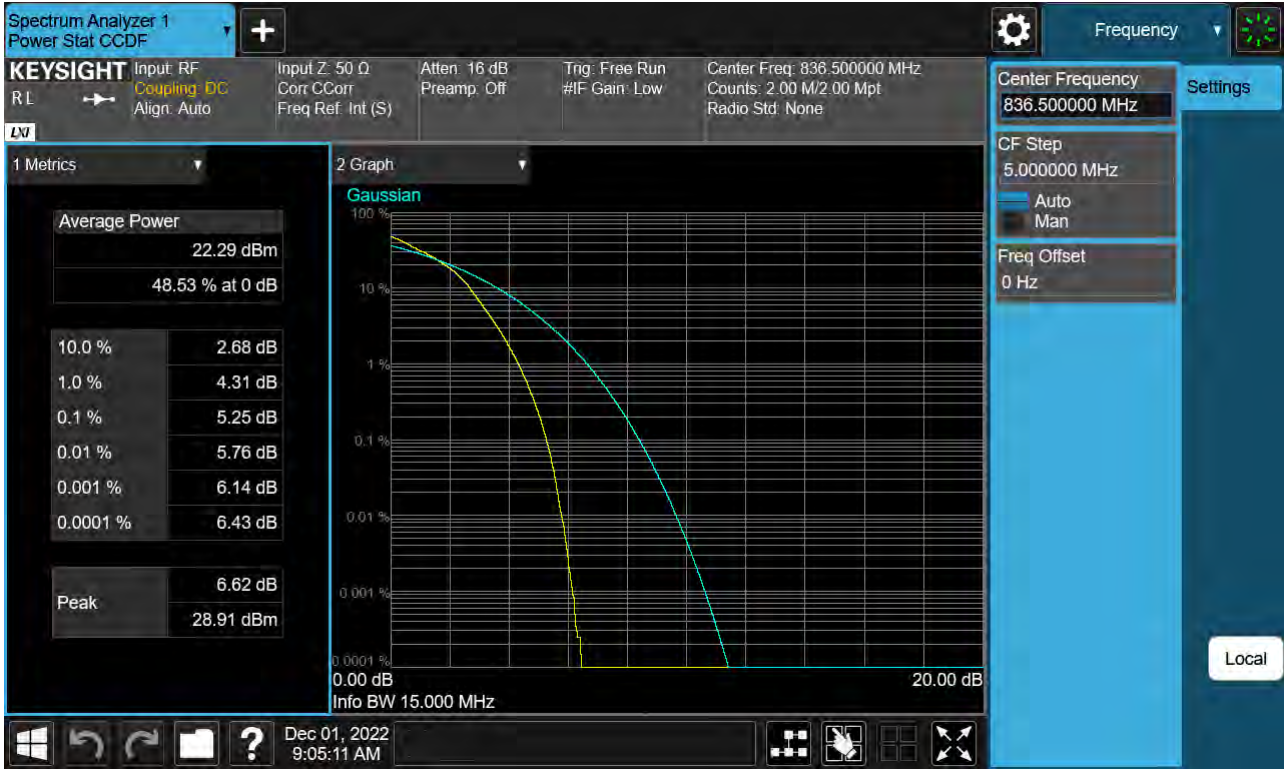 Spectrum Analyzer 1
Power Stat CCDF
+
Frequency
KEYSIGHT
RL
LXI
Input: RF
Coupling: DC
Align: Auto
Input Z: 50 Ω
Corr CCorr
Freq Ref: Int (S)
Atten: 16 dB
Preamp: Off
Trig: Free Run
#IF Gain: Low
Center Freq: 836.500000 MHz
Counts: 2.00 M/2.00 Mpt
Radio Std: None
Center Frequency
836.500000 MHz
Settings
CF Step
5.000000 MHz
Auto
Man
Freq Offset
0 Hz
1 Metrics
Average Power
22.29 dBm
48.53 % at 0 dB
10.0 % 2.68 dB
1.0 % 4.31 dB
0.1 % 5.25 dB
0.01 % 5.76 dB
0.001 % 6.14 dB
0.0001 % 6.43 dB
Peak
6.62 dB
28.91 dBm
2 Graph
Gaussian
100 %
10 %
1 %
0.1 %
0.01 %
0.001 %
0.0001 %
0.00 dB 20.00 dB
Info BW 15.000 MHz
Local
?
Dec 01, 2022
9:05:11 AM